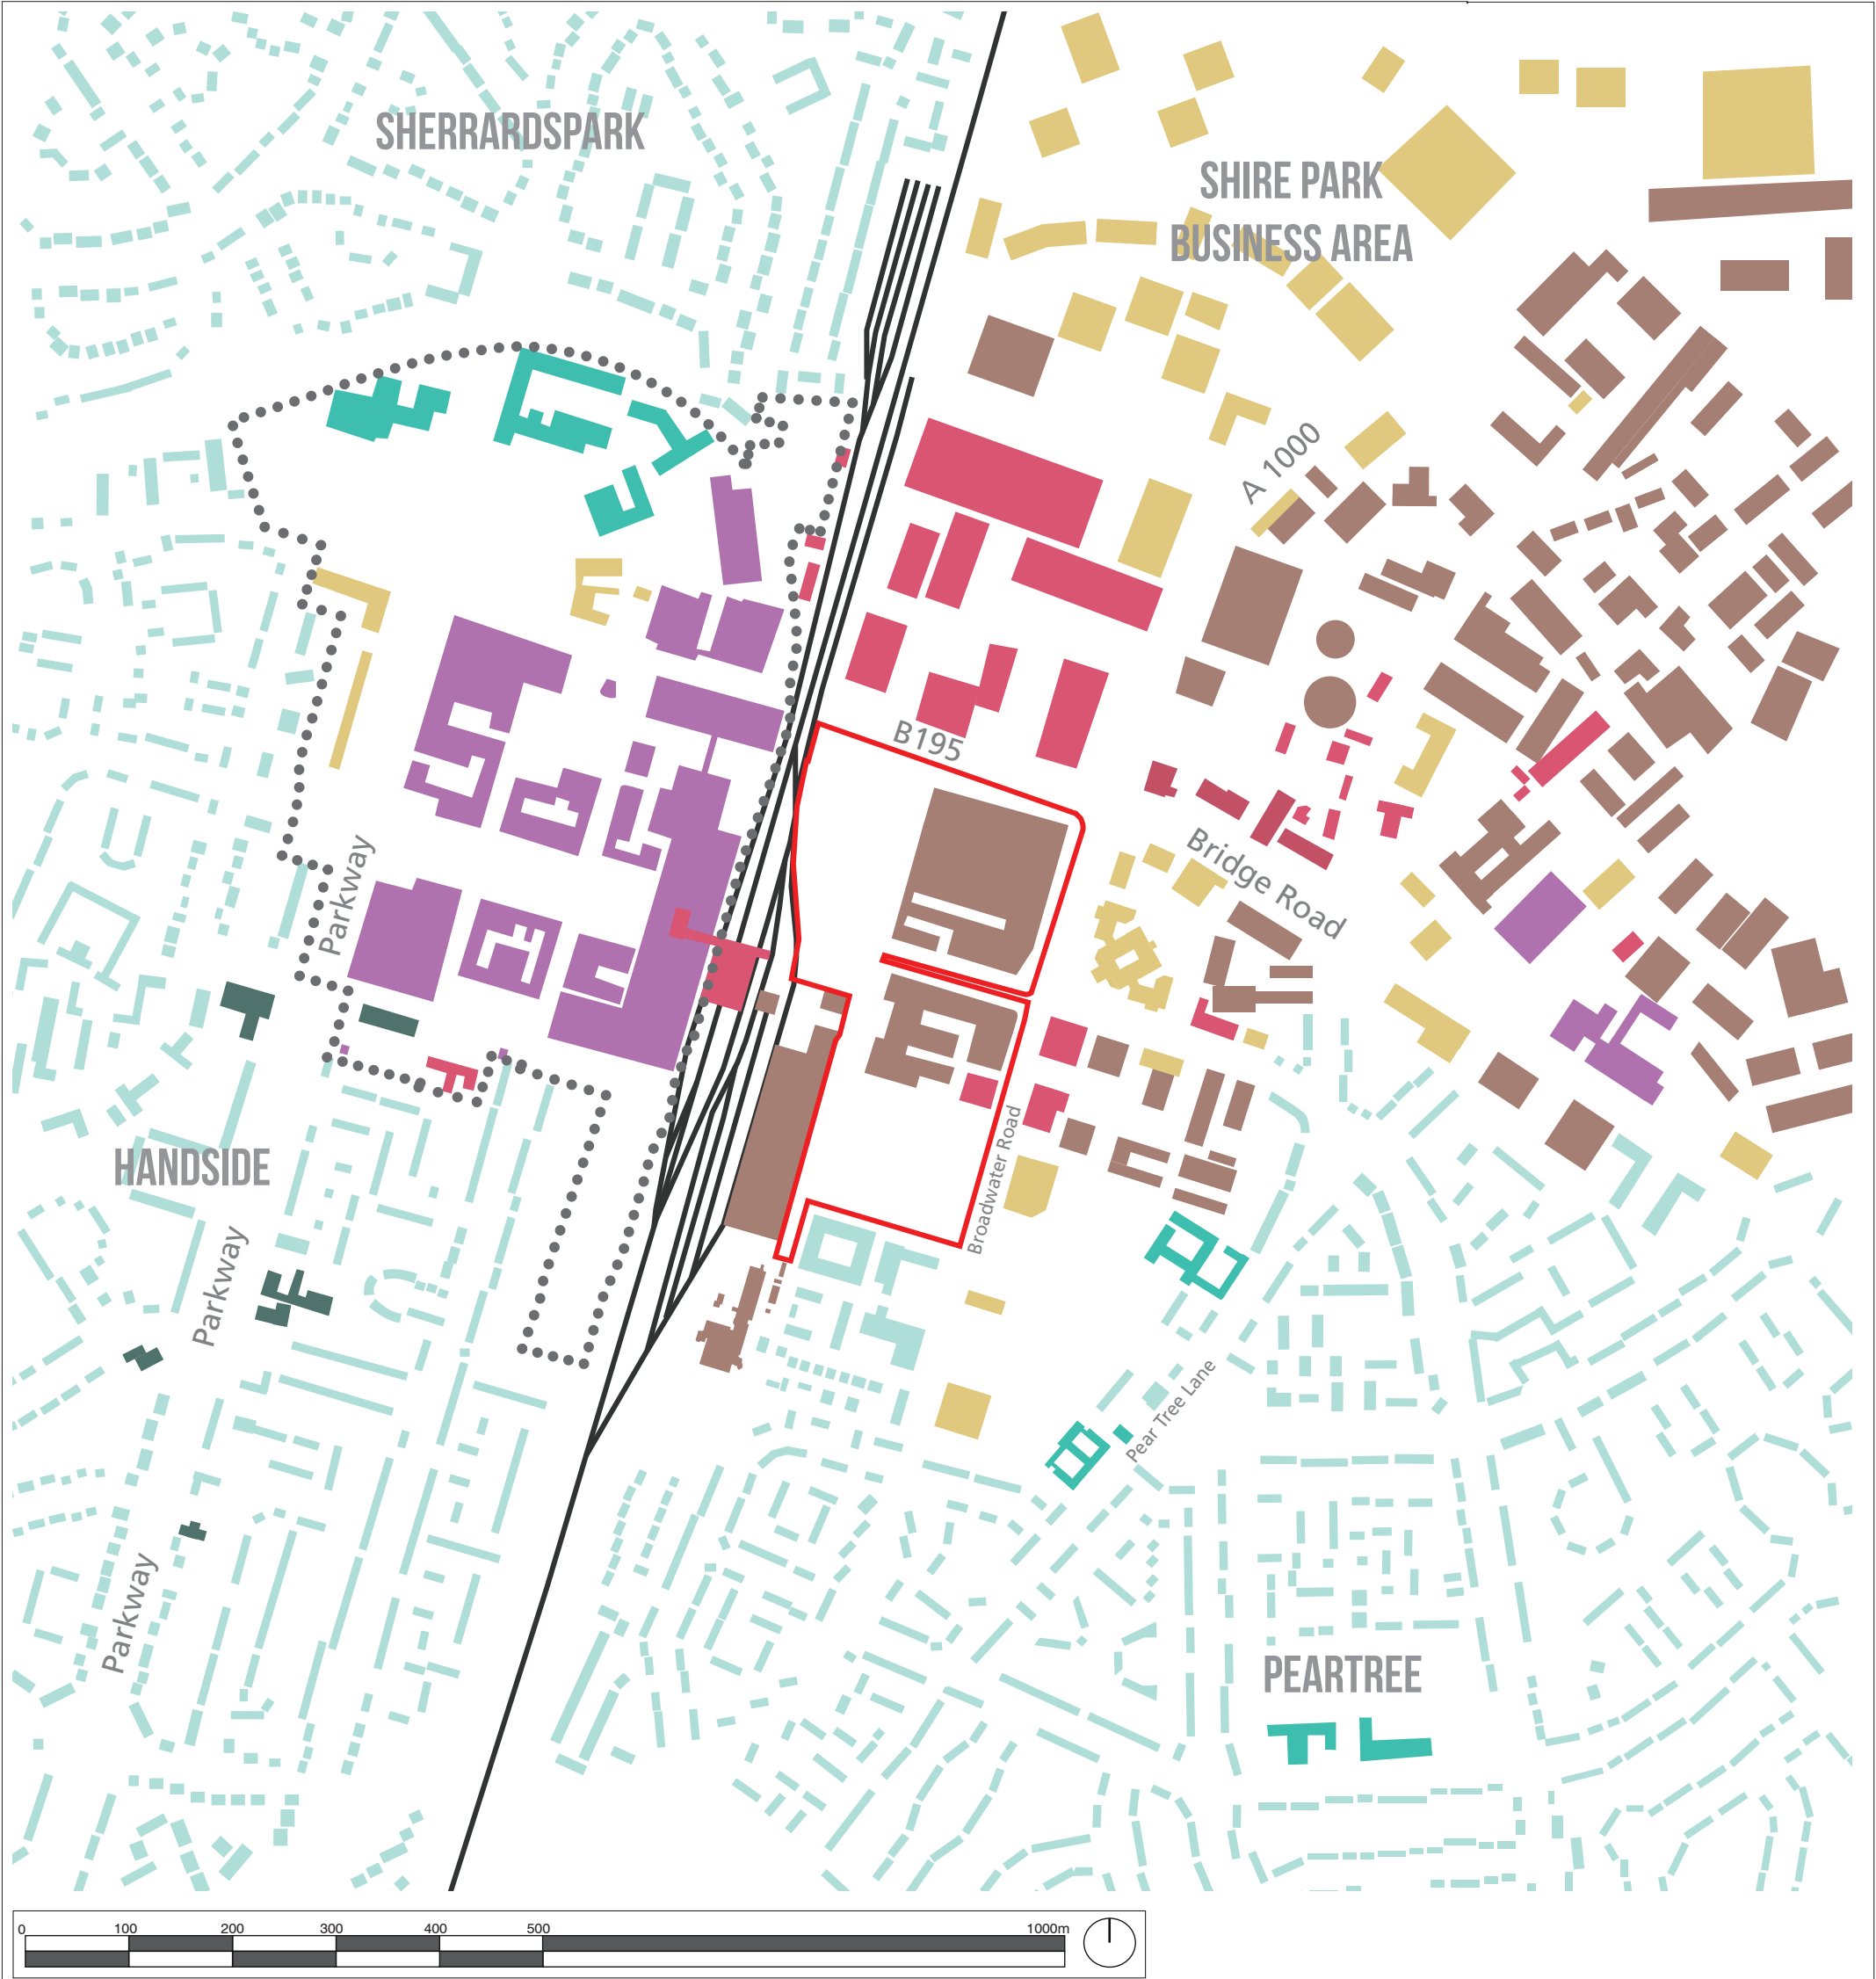 SHERRARDSPARK
SHIRE PARK
BUSINESS AREA
A 1000
B195
Parkway
Bridge Road
HANDSIDE
Broadwater Road
Parkway
Pear Tree Lane
Parkway
PEARTREE
0 100 200 300 400 500 1000m